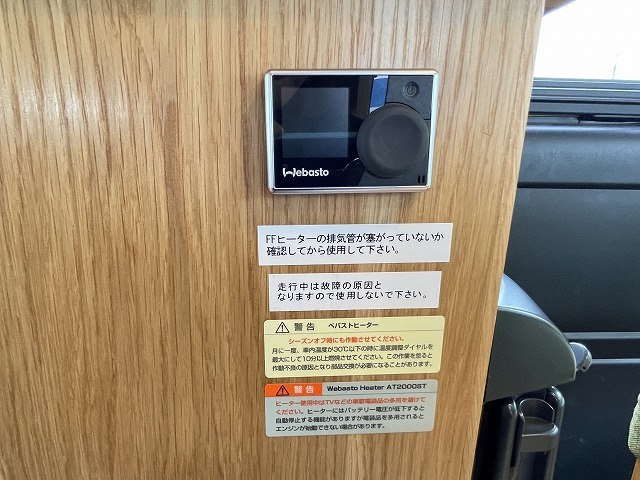 Webasto
FFヒーターの排気管が塞がっていないか
確認してから使用して下さい。
走行中は故障の原因と
なりますので使用しないで下さい。
警告 ベバストヒーター
シーズンオフ時にも作動させてください。
月に一度、車内温度が30℃以下の時に温度調整ダイヤルを
最大にして10分以上燃焼させてください。この作業を怠ると
作動不良の原因となり部品交換が必要になることがあります。
警告 Webasto Heater AT2000ST
ヒーター使用中はTVなどの車載電装品の多用を避けて
ください。ヒーターにはバッテリー電圧が低下すると
自動停止する機能がありますが電装品を多用されると
エンジンが始動できない場合があります。